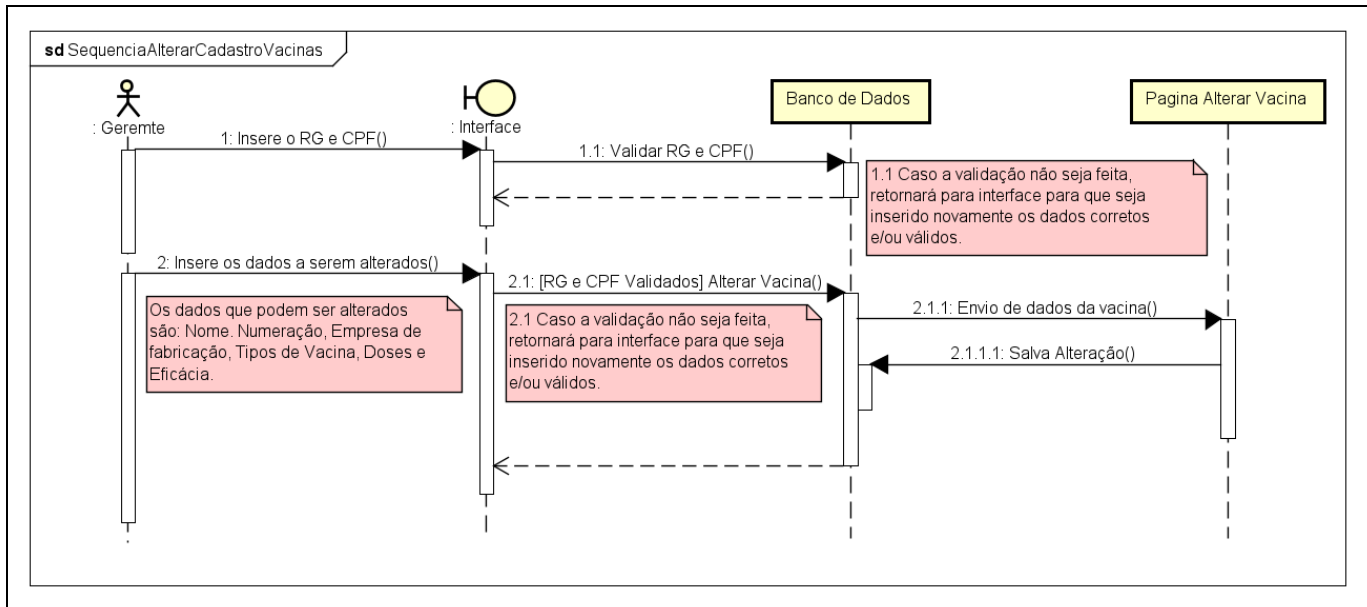 sd SequenciaAlterarCadastroVacinas
: Geremte
: Interface
Banco de Dados
Pagina Alterar Vacina
1: Insere o RG e CPF()
1.1: Validar RG e CPF()
1.1 Caso a validação não seja feita,
retornará para interface para que seja
inserido novamente os dados corretos
e/ou válidos.
2: Insere os dados a serem alterados()
2.1: [RG e CPF Validados] Alterar Vacina()
Os dados que podem ser alterados
são: Nome. Numeração, Empresa de
fabricação, Tipos de Vacina, Doses e
Eficácia.
2.1 Caso a validação não seja feita,
retornará para interface para que seja
inserido novamente os dados corretos
e/ou válidos.
2.1.1: Envio de dados da vacina()
2.1.1.1: Salva Alteração()